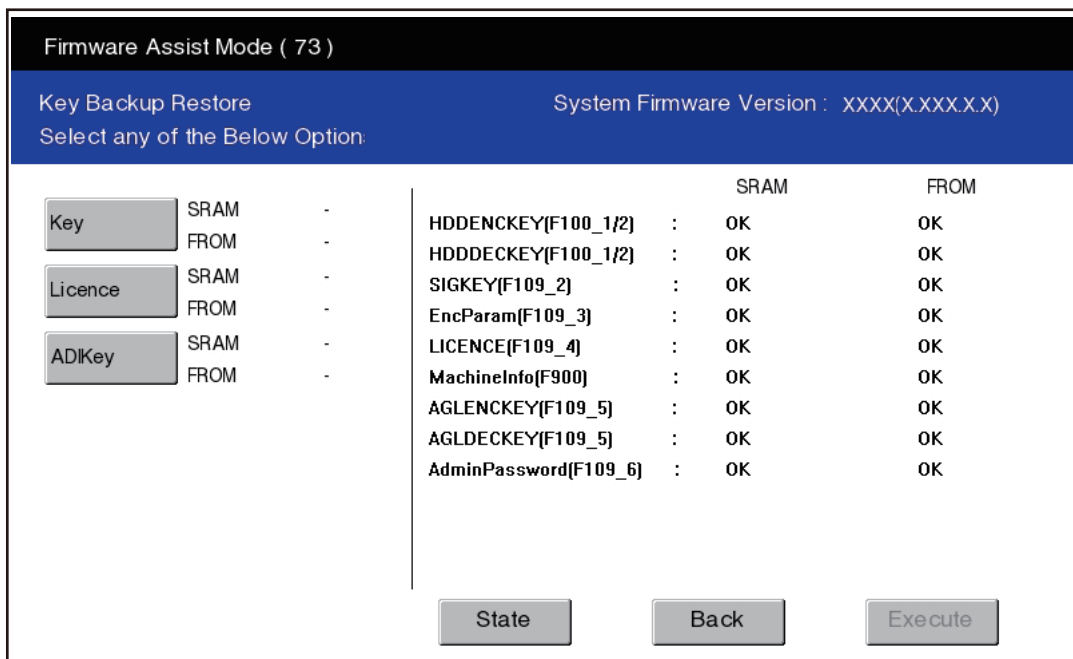 Firmware Assist Mode ( 73 )
Key Backup Restore
System Firmware Version : XXXX(X.XXX.X.X)
Select any of the Below Option
SRAM FROM
Key SRAM -
FROM -
Licence SRAM -
FROM -
ADIKey SRAM -
FROM -
HDDENCKEY(F100_1/2) : OK OK
HDDDECKEY(F100_1/2) : OK OK
SIGKEY(F109_2) : OK OK
EncParam(F109_3) : OK OK
LICENCE(F109_4) : OK OK
MachineInfo(F900) : OK OK
AGLENCKEY(F109_5) : OK OK
AGLDECKEY(F109_5) : OK OK
AdminPassword(F109_6) : OK OK
State Back Execute